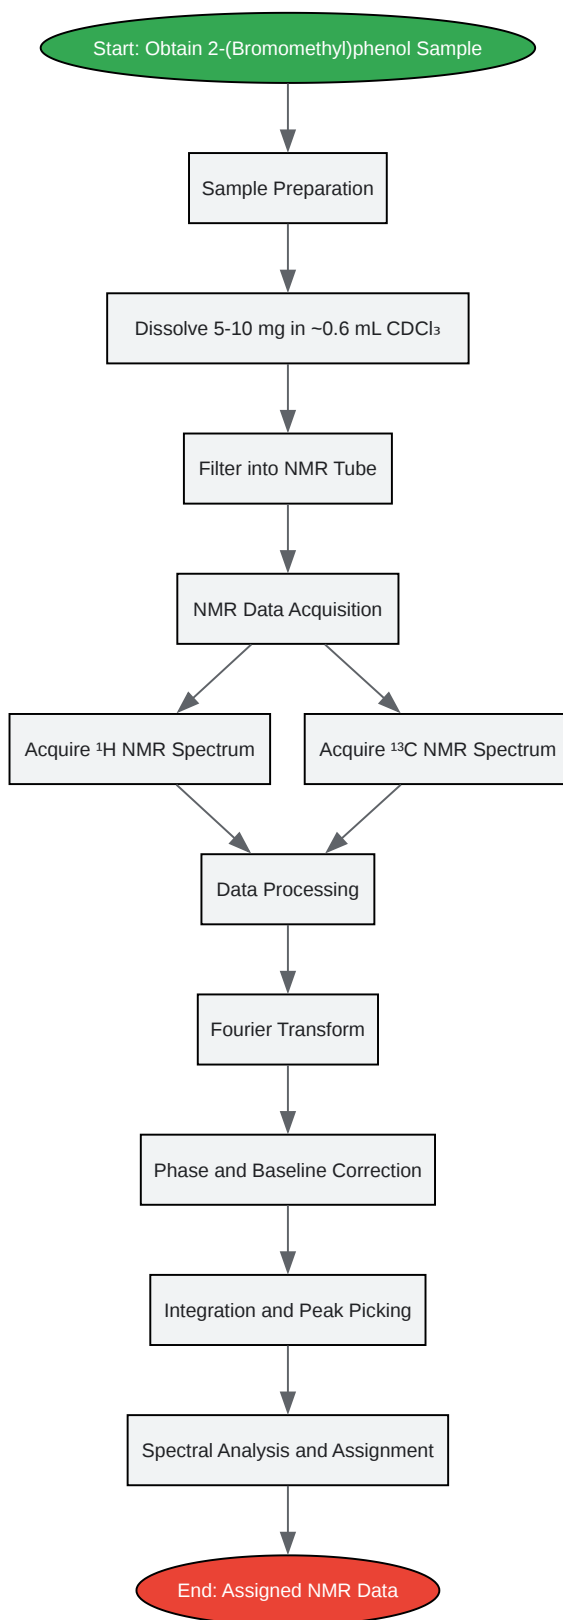 Start: Obtain 2-(Bromomethyl)phenol Sample
Sample Preparation
Dissolve 5-10 mg in ~0.6 mL CDCl₃
Filter into NMR Tube
NMR Data Acquisition
Acquire ¹H NMR Spectrum
Acquire ¹³C NMR Spectrum
Data Processing
Fourier Transform
Phase and Baseline Correction
Integration and Peak Picking
Spectral Analysis and Assignment
End: Assigned NMR Data